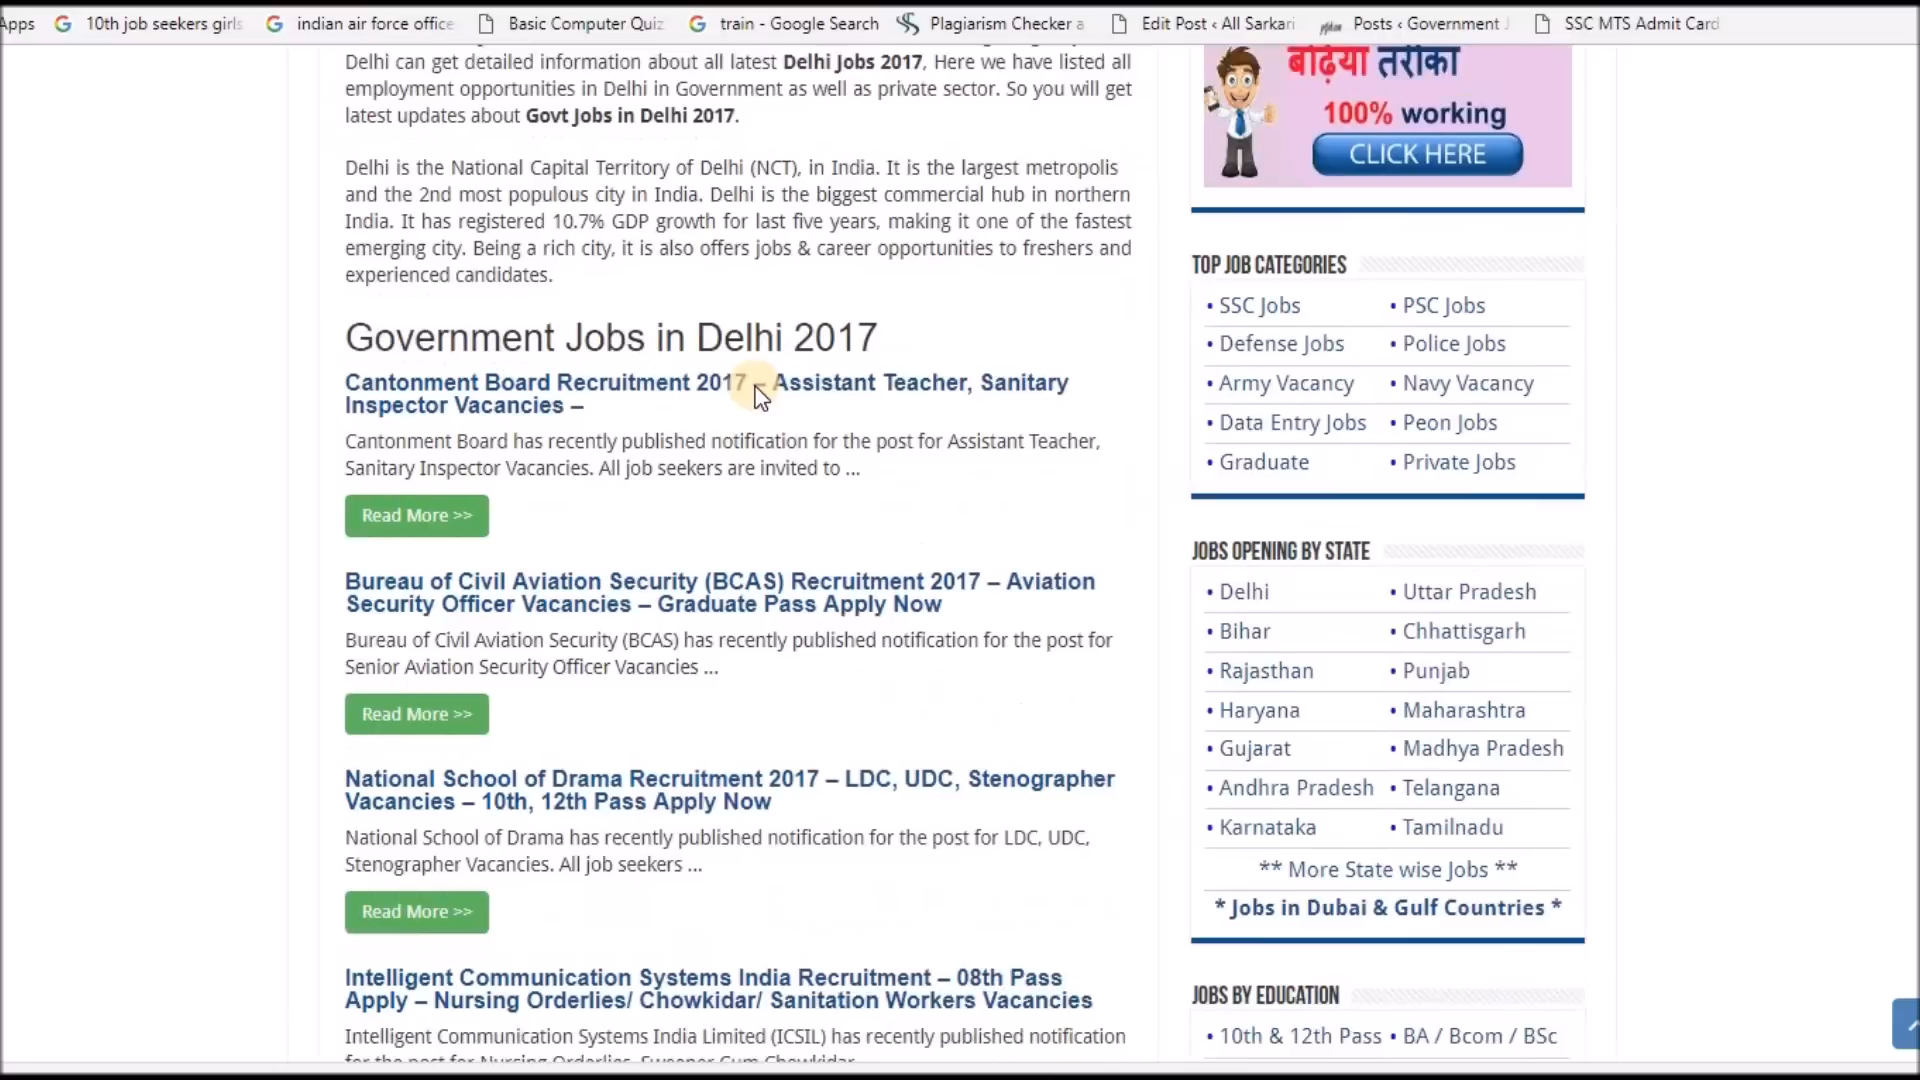 Apps
10th job seekers girls
indian air force office
Basic Computer Quiz
train - Google Search
Plagiarism Checker a
Edit Post ‹ All Sarkari
Posts ‹ Government J
SSC MTS Admit Card
Delhi can get detailed information about all latest Delhi Jobs 2017, Here we have listed all
employment opportunities in Delhi in Government as well as private sector. So you will get
latest updates about Govt Jobs in Delhi 2017.
Delhi is the National Capital Territory of Delhi (NCT), in India. It is the largest metropolis
and the 2nd most populous city in India. Delhi is the biggest commercial hub in northern
India. It has registered 10.7% GDP growth for last five years, making it one of the fastest
emerging city. Being a rich city, it is also offers jobs & career opportunities to freshers and
experienced candidates.
Government Jobs in Delhi 2017
Cantonment Board Recruitment 2017 – Assistant Teacher, Sanitary
Inspector Vacancies –
Cantonment Board has recently published notification for the post for Assistant Teacher,
Sanitary Inspector Vacancies. All job seekers are invited to ...
Read More >>
Bureau of Civil Aviation Security (BCAS) Recruitment 2017 – Aviation
Security Officer Vacancies – Graduate Pass Apply Now
Bureau of Civil Aviation Security (BCAS) has recently published notification for the post for
Senior Aviation Security Officer Vacancies ...
Read More >>
National School of Drama Recruitment 2017 – LDC, UDC, Stenographer
Vacancies – 10th, 12th Pass Apply Now
National School of Drama has recently published notification for the post for LDC, UDC,
Stenographer Vacancies. All job seekers ...
Read More >>
Intelligent Communication Systems India Recruitment – 08th Pass
Apply – Nursing Orderlies/ Chowkidar/ Sanitation Workers Vacancies
Intelligent Communication Systems India Limited (ICSIL) has recently published notification
for the post for Nursing Orderlies, Sweeper Cum Chowkidar
बढ़िया तरीका
100% working
CLICK HERE
TOP JOB CATEGORIES
• SSC Jobs • PSC Jobs
• Defense Jobs • Police Jobs
• Army Vacancy • Navy Vacancy
• Data Entry Jobs • Peon Jobs
• Graduate • Private Jobs
JOBS OPENING BY STATE
• Delhi • Uttar Pradesh
• Bihar • Chhattisgarh
• Rajasthan • Punjab
• Haryana • Maharashtra
• Gujarat • Madhya Pradesh
• Andhra Pradesh • Telangana
• Karnataka • Tamilnadu
** More State wise Jobs **
* Jobs in Dubai & Gulf Countries *
JOBS BY EDUCATION
• 10th & 12th Pass • BA / Bcom / BSc